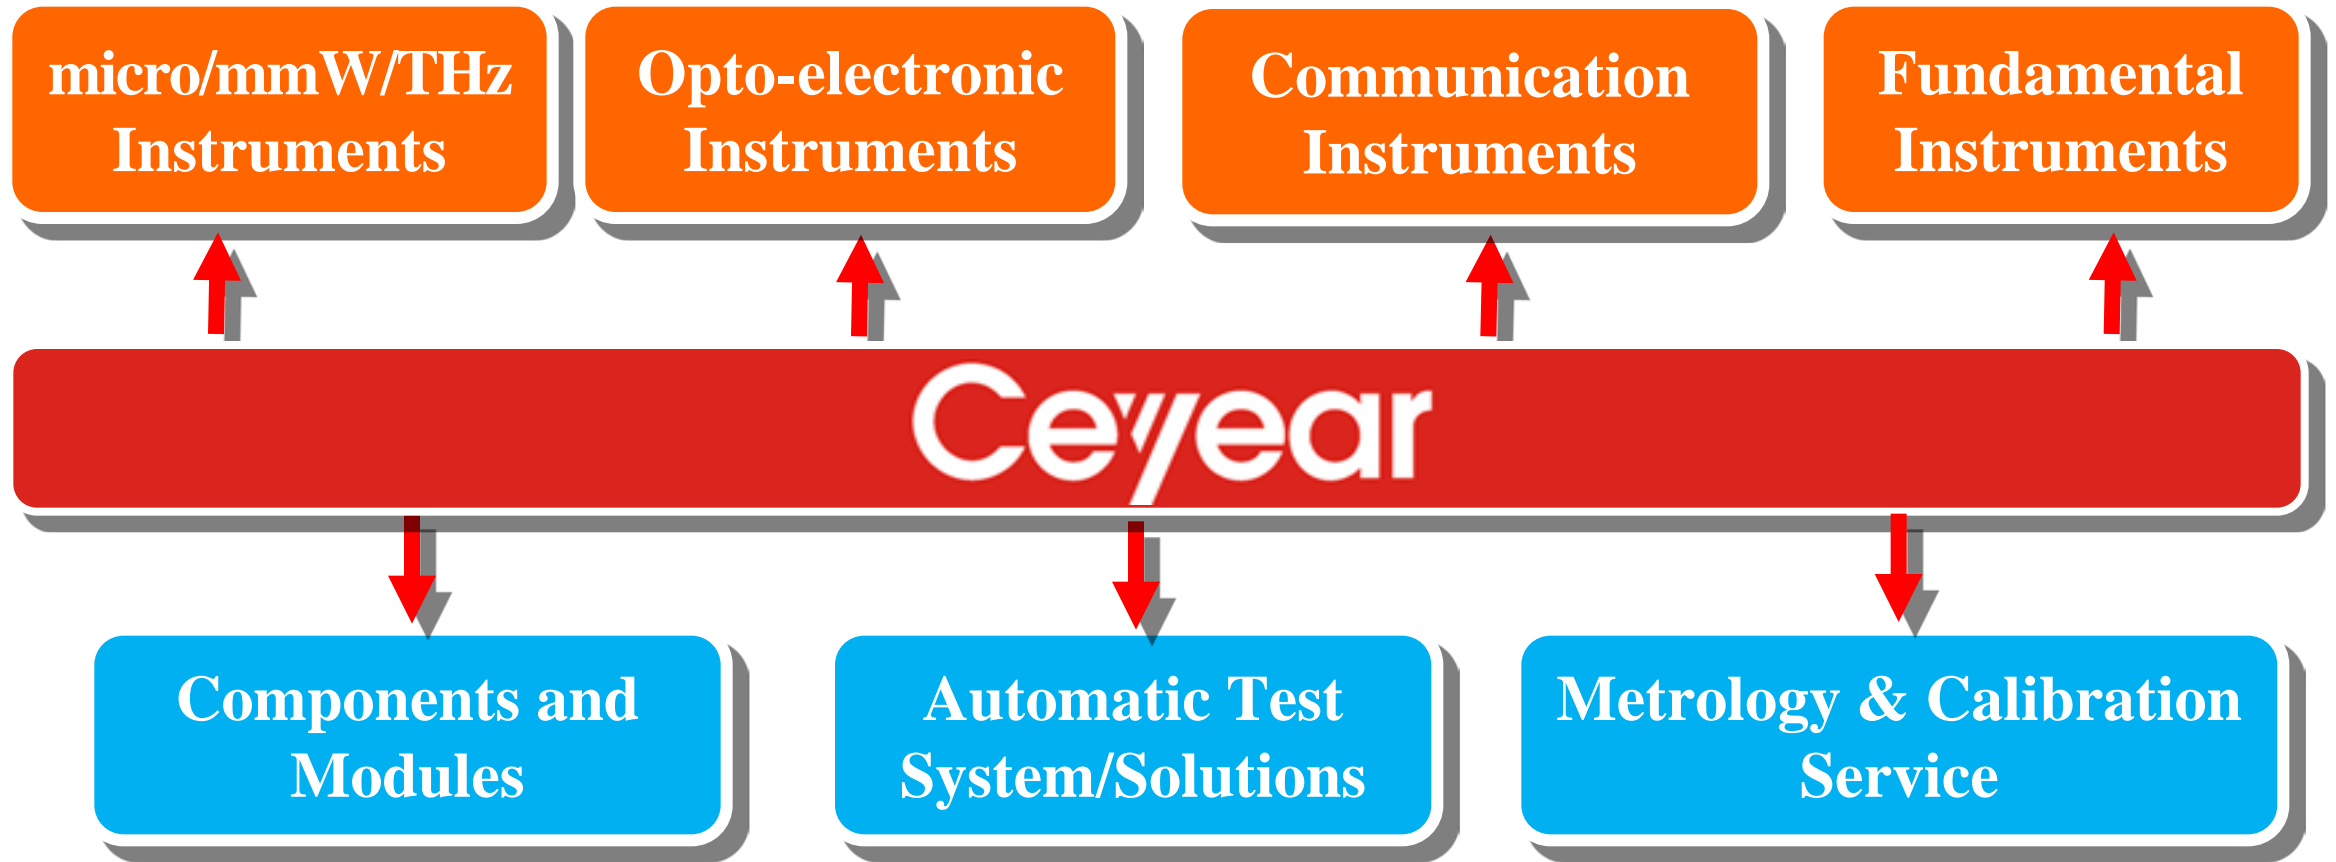 micro/mmW/THz
Instruments
Opto-electronic
Instruments
Communication
Instruments
Fundamental
Instruments
Ceyear
Components and
Modules
Automatic Test
System/Solutions
Metrology & Calibration
Service